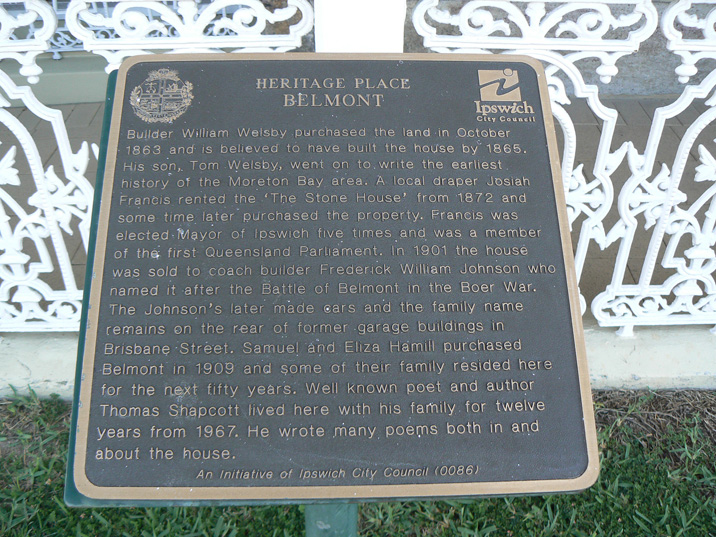 HERITAGE PLACE
BELMONT
Ipswich
City Council
Builder William Welsby purchased the land in October
1863 and is believed to have built the house by 1865.
His son, Tom Welsby, went on to write the earliest
history of the Moreton Bay area. A local draper Josiah
Francis rented the 'The Stone House' from 1872 and
some time later purchased the property. Francis was
elected Mayor of Ipswich five times and was a member
of the first Queensland Parliament. In 1901 the house
was sold to coach builder Frederick William Johnson who
named it after the Battle of Belmont in the Boer War.
The Johnson's later made cars and the family name
remains on the rear of former garage buildings in
Brisbane Street. Samuel and Eliza Hamill purchased
Belmont in 1909 and some of their family resided here
for the next fifty years. Well known poet and author
Thomas Shapcott lived here with his family for twelve
years from 1967. He wrote many poems both in and
about the house.
An Initiative of Ipswich City Council (0086)